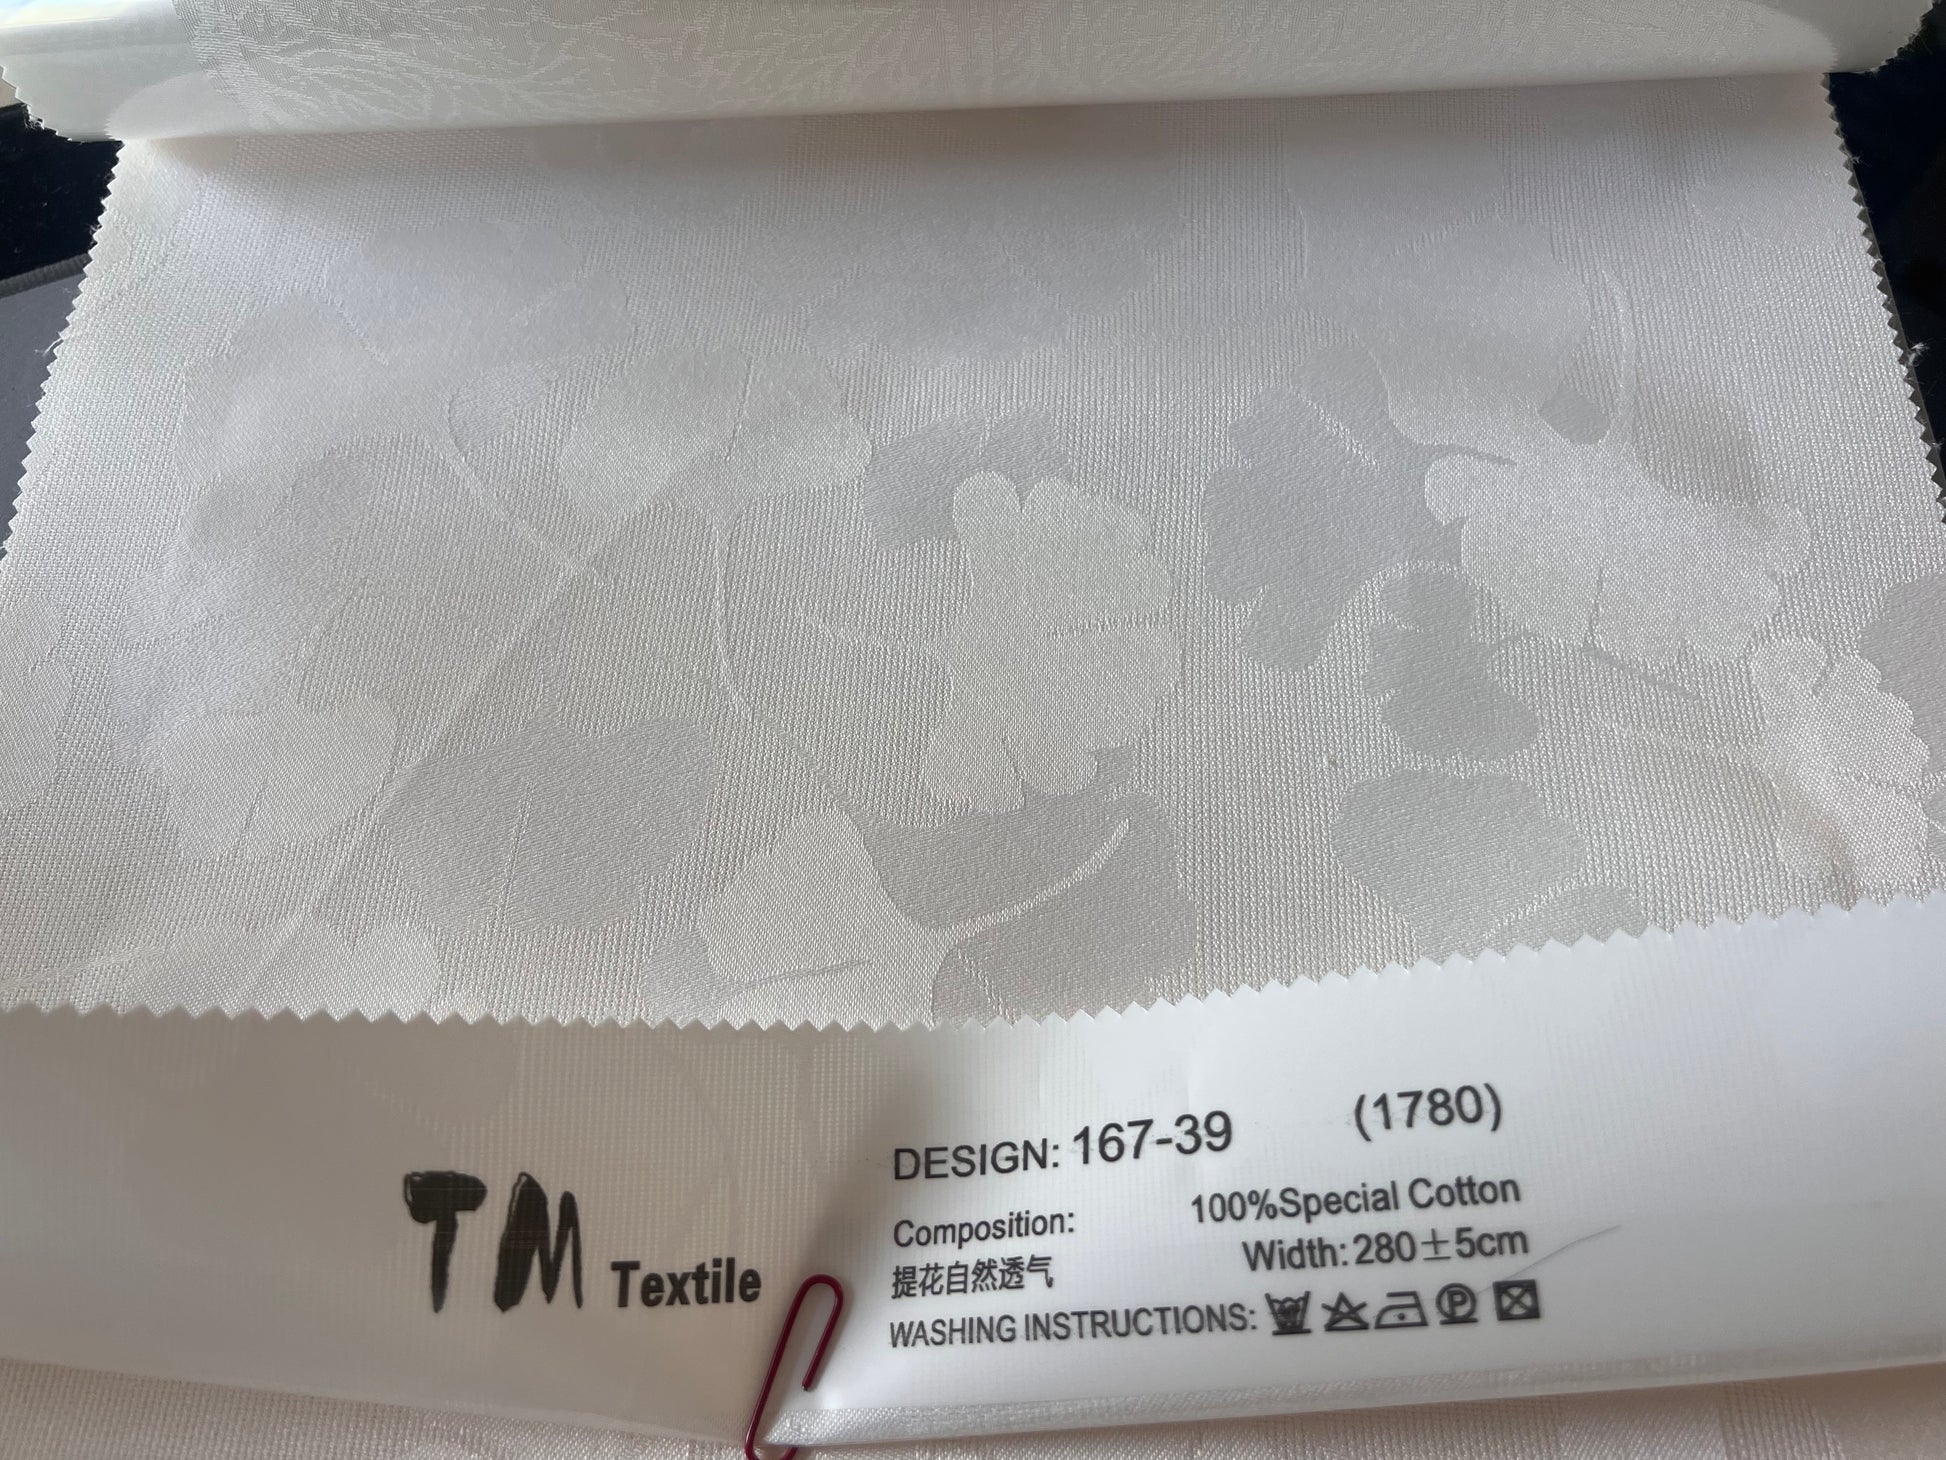 TM Textile
DESIGN: 167-39 (1780)
Composition: 100%Special Cotton
提花自然透气 Width: 280±5cm
WASHING INSTRUCTIONS: P